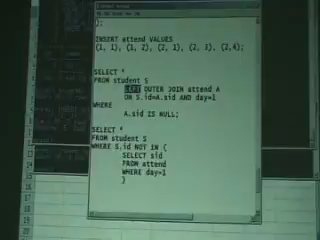 );
INSERT attend VALUES
(1, 1), (1, 2), (2, 1), (2, 3), (2,4);
SELECT *
FROM student S
LEFT OUTER JOIN attend A
ON S.id=A.sid AND day=1
WHERE
A.sid IS NULL;
SELECT *
FROM student S
WHERE S.id NOT IN (
SELECT sid
FROM attend
WHERE day=1
)